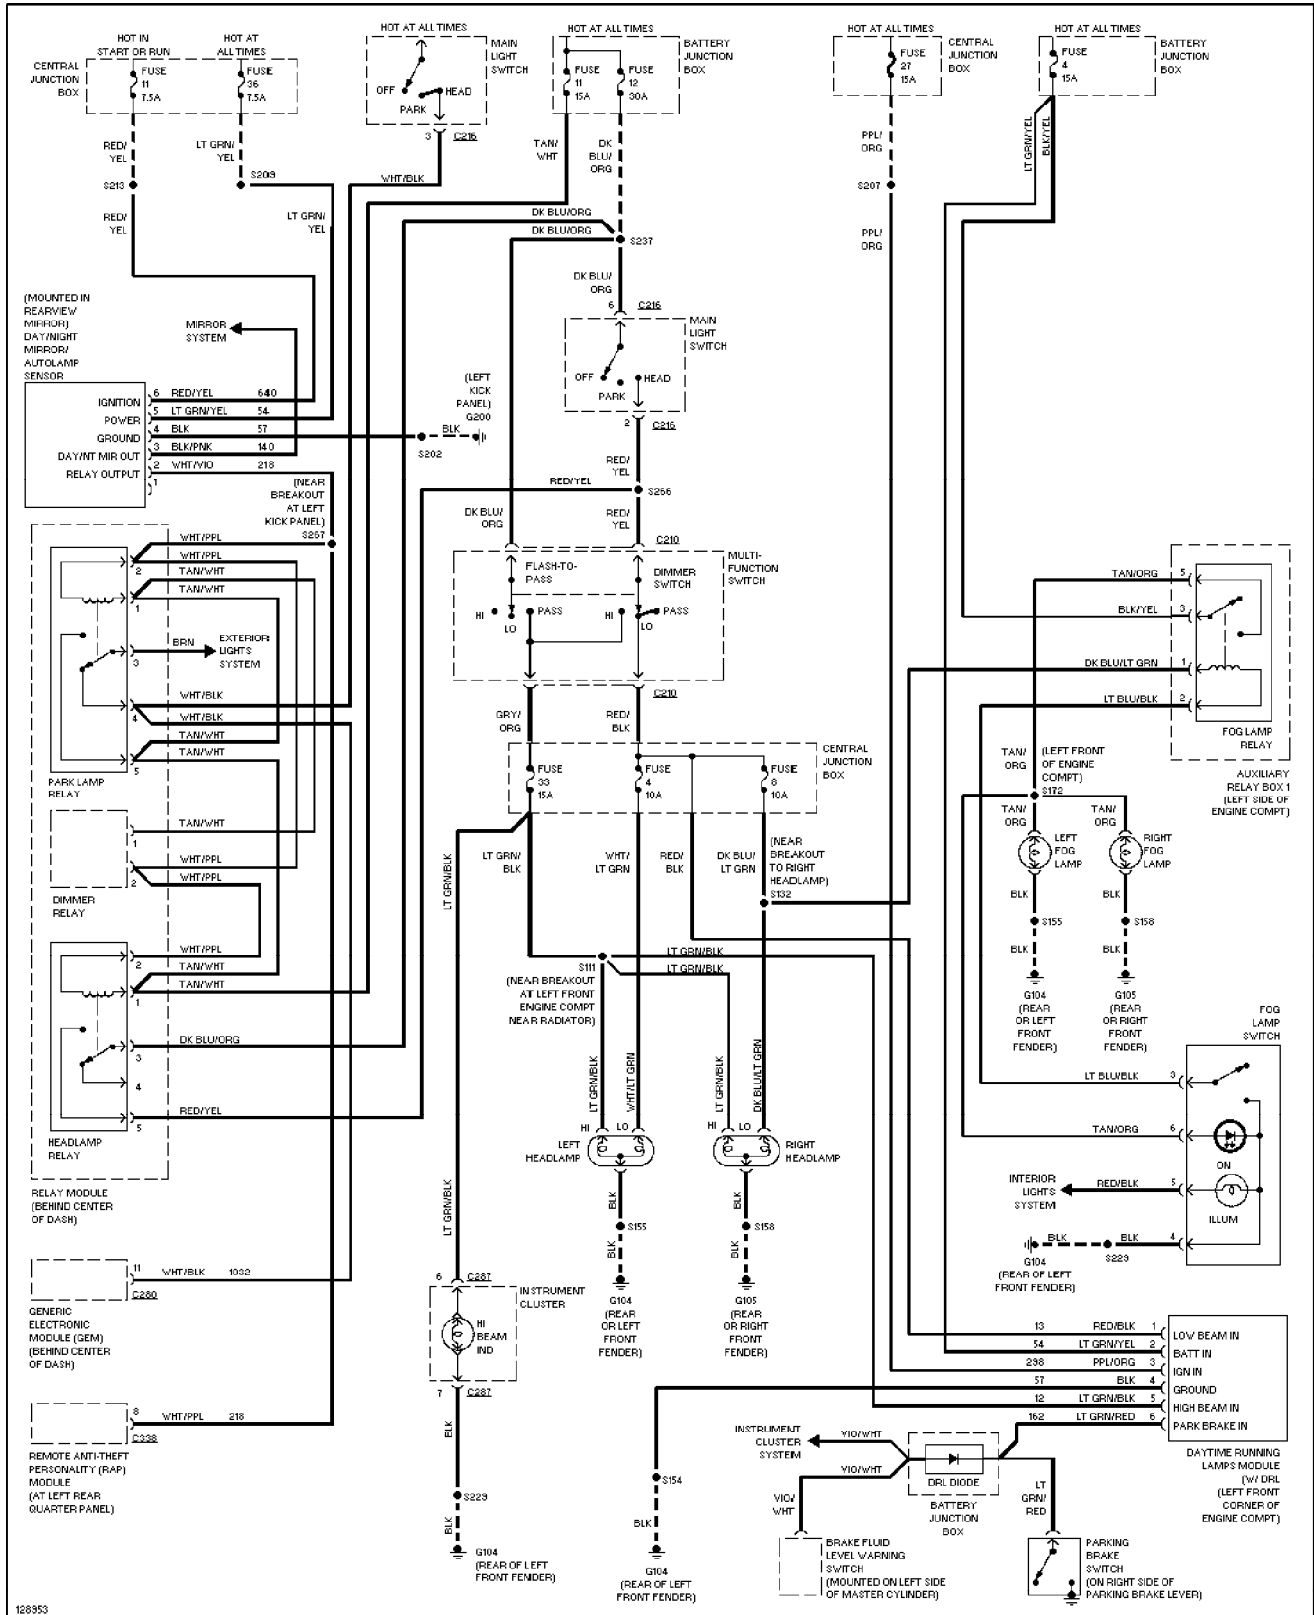 HOT IN
START OR RUN
HOT AT
ALL TIMES
CENTRAL
JUNCTION
BOX
FUSE
11
7.5A
FUSE
36
7.5A
HOT AT ALL TIMES
MAIN
LIGHT
SWITCH
OFF
PARK
HEAD
3 C216
HOT AT ALL TIMES
BATTERY
JUNCTION
BOX
FUSE
11
15A
FUSE
12
30A
HOT AT ALL TIMES
CENTRAL
JUNCTION
BOX
FUSE
27
15A
HOT AT ALL TIMES
BATTERY
JUNCTION
BOX
FUSE
4
15A
RED/
YEL
LT GRN/
YEL
S213
S209
RED/
YEL
LT GRN/
YEL
WHT/BLK
TAN/
WHT
DK
BLU/
ORG
DK BLU/ORG
DK BLU/ORG
S237
PPL/
ORG
S207
PPL/
ORG
LT GRN/YEL
BLK/YEL
DK BLU/
ORG
6 C216
MAIN
LIGHT
SWITCH
OFF
PARK
HEAD
2 C216
RED/
YEL
RED/YEL
S266
(MOUNTED IN
REARVIEW
MIRROR)
DAY/NIGHT
MIRROR/
AUTOLAMP
SENSOR
MIRROR
SYSTEM
IGNITION 6 RED/YEL 640
POWER 5 LT GRN/YEL 54
GROUND 4 BLK 57
DAY/NT MIR OUT 3 BLK/PNK 140
RELAY OUTPUT 2 WHT/VIO 218
1
(LEFT
KICK
PANEL)
G200
BLK
S202
(NEAR
BREAKOUT
AT LEFT
KICK PANEL)
S267
DK BLU/
ORG
RED/
YEL
C210
FLASH-TO-
PASS
DIMMER
SWITCH
MULTI-
FUNCTION
SWITCH
HI
LO
PASS
HI
LO
PASS
C210
WHT/PPL
WHT/PPL
2
TAN/WHT
TAN/WHT
1
BRN
3
EXTERIOR
LIGHTS
SYSTEM
WHT/BLK
4
WHT/BLK
TAN/WHT
5
TAN/WHT
PARK LAMP
RELAY
TAN/WHT
1
WHT/PPL
2
WHT/PPL
DIMMER
RELAY
WHT/PPL
2
TAN/WHT
1
TAN/WHT
DK BLU/ORG
3
4
RED/YEL
5
HEADLAMP
RELAY
RELAY MODULE
(BEHIND CENTER
OF DASH)
11 WHT/BLK 1032
C280
GENERIC
ELECTRONIC
MODULE (GEM)
(BEHIND CENTER
OF DASH)
8 WHT/PPL 218
C338
REMOTE ANTI-THEFT
PERSONALITY (RAP)
MODULE
(AT LEFT REAR
QUARTER PANEL)
GRY/
ORG
RED/
BLK
CENTRAL
JUNCTION
BOX
FUSE
33
15A
FUSE
4
10A
FUSE
8
10A
LT GRN/BLK
LT GRN/
BLK
WHT/
LT GRN
RED/
BLK
DK BLU/
LT GRN
(NEAR
BREAKOUT
TO RIGHT
HEADLAMP)
S132
LT GRN/BLK
LT GRN/BLK
S111
(NEAR BREAKOUT
AT LEFT FRONT
ENGINE COMPT
NEAR RADIATOR)
LT GRN/BLK
WHT/LT GRN
LT GRN/BLK
DK BLU/LT GRN
HI LO
LEFT
HEADLAMP
HI LO
RIGHT
HEADLAMP
BLK
S155
BLK
G104
(REAR
OR LEFT
FRONT
FENDER)
BLK
S158
BLK
G105
(REAR
OR RIGHT
FRONT
FENDER)
LT GRN/BLK
6 C287
INSTRUMENT
CLUSTER
HI
BEAM
IND
7 C287
BLK
S229
BLK
G104
(REAR OF LEFT
FRONT FENDER)
TAN/ORG 5
BLK/YEL 3
DK BLU/LT GRN 1
LT BLU/BLK 2
FOG LAMP
RELAY
AUXILIARY
RELAY BOX 1
(LEFT SIDE OF
ENGINE COMPT)
TAN/
ORG
(LEFT FRONT
OF ENGINE
COMPT)
S172
TAN/
ORG
TAN/
ORG
LEFT
FOG
LAMP
RIGHT
FOG
LAMP
BLK
S155
BLK
G104
(REAR
OR LEFT
FRONT
FENDER)
BLK
S158
BLK
G105
(REAR
OR RIGHT
FRONT
FENDER)
FOG
LAMP
SWITCH
LT BLU/BLK 3
TAN/ORG 6
ON
INTERIOR
LIGHTS
SYSTEM
RED/BLK 5
ILLUM
BLK
BLK 4
S229
G104
(REAR OF LEFT
FRONT FENDER)
13 RED/BLK 1 LOW BEAM IN
54 LT GRN/YEL 2 BATT IN
298 PPL/ORG 3 IGN IN
57 BLK 4 GROUND
12 LT GRN/BLK 5 HIGH BEAM IN
162 LT GRN/RED 6 PARK BRAKE IN
DAYTIME RUNNING
LAMPS MODULE
(W/ DRL)
(LEFT FRONT
CORNER OF
ENGINE COMPT)
INSTRUMENT
CLUSTER
SYSTEM
VIO/WHT
VIO/WHT
DRL DIODE
BATTERY
JUNCTION
BOX
VIO/
WHT
LT
GRN/
RED
S154
BLK
G104
(REAR OF LEFT
FRONT FENDER)
BRAKE FLUID
LEVEL WARNING
SWITCH
(MOUNTED ON LEFT SIDE
OF MASTER CYLINDER)
PARKING
BRAKE
SWITCH
(ON RIGHT SIDE OF
PARKING BRAKE LEVER)
128953